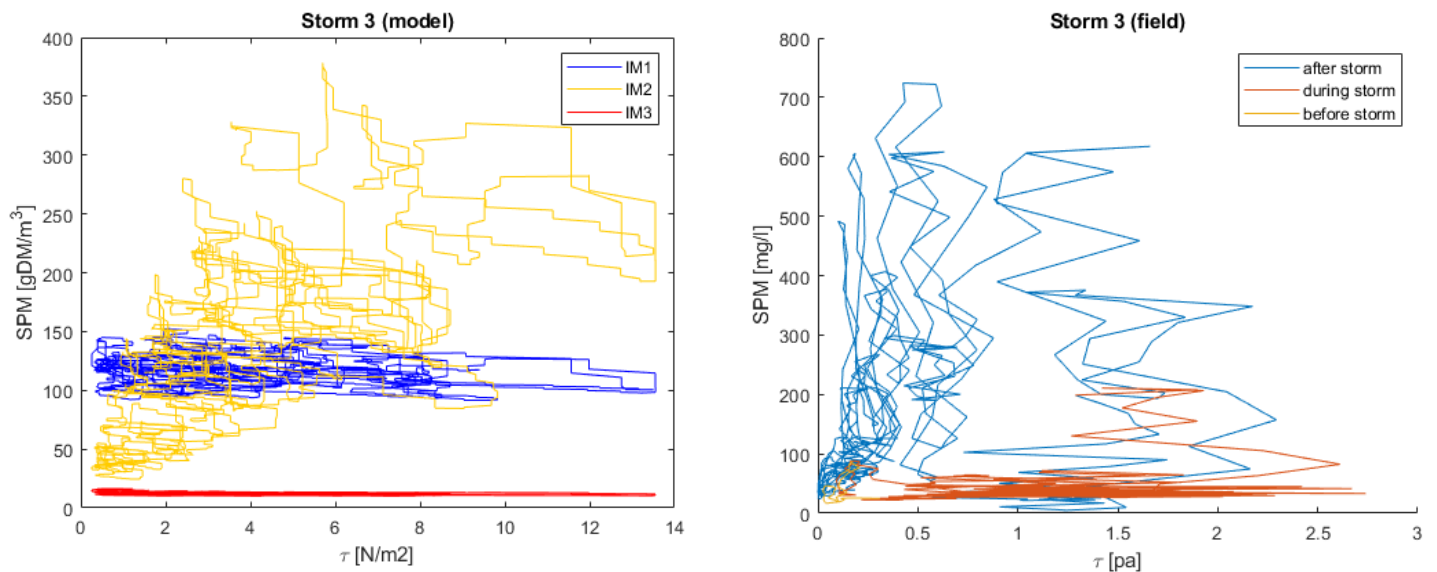 Storm 3 (model)
400
350
300
250
200
150
100
50
0
SPM [gDM/m³]
0 2 4 6 8 10 12 14
τ [N/m2]
IM1
IM2
IM3
Storm 3 (field)
800
700
600
500
400
300
200
100
0
SPM [mg/l]
0 0.5 1 1.5 2 2.5 3
τ [pa]
after storm
during storm
before storm